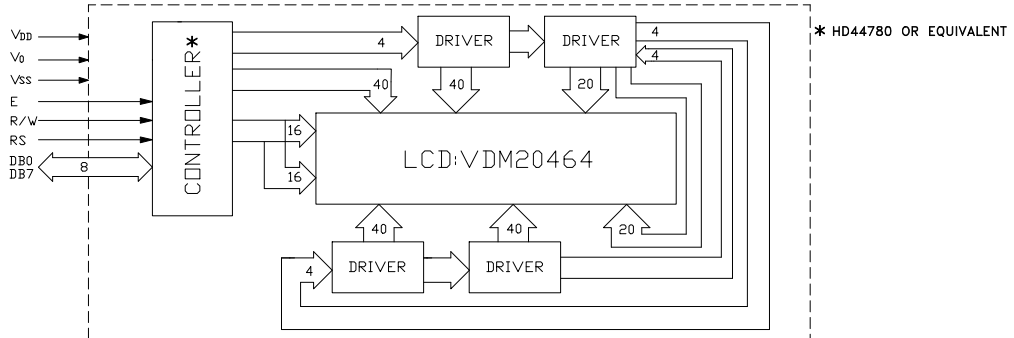 VDD
V0
VSS
E
R/W
RS
DB0
DB7
8
CONTROLLER*
4
DRIVER
DRIVER
4
4
* HD44780 OR EQUIVALENT
40
40
20
16
16
LCD:VDM20464
40
40
20
4
DRIVER
DRIVER